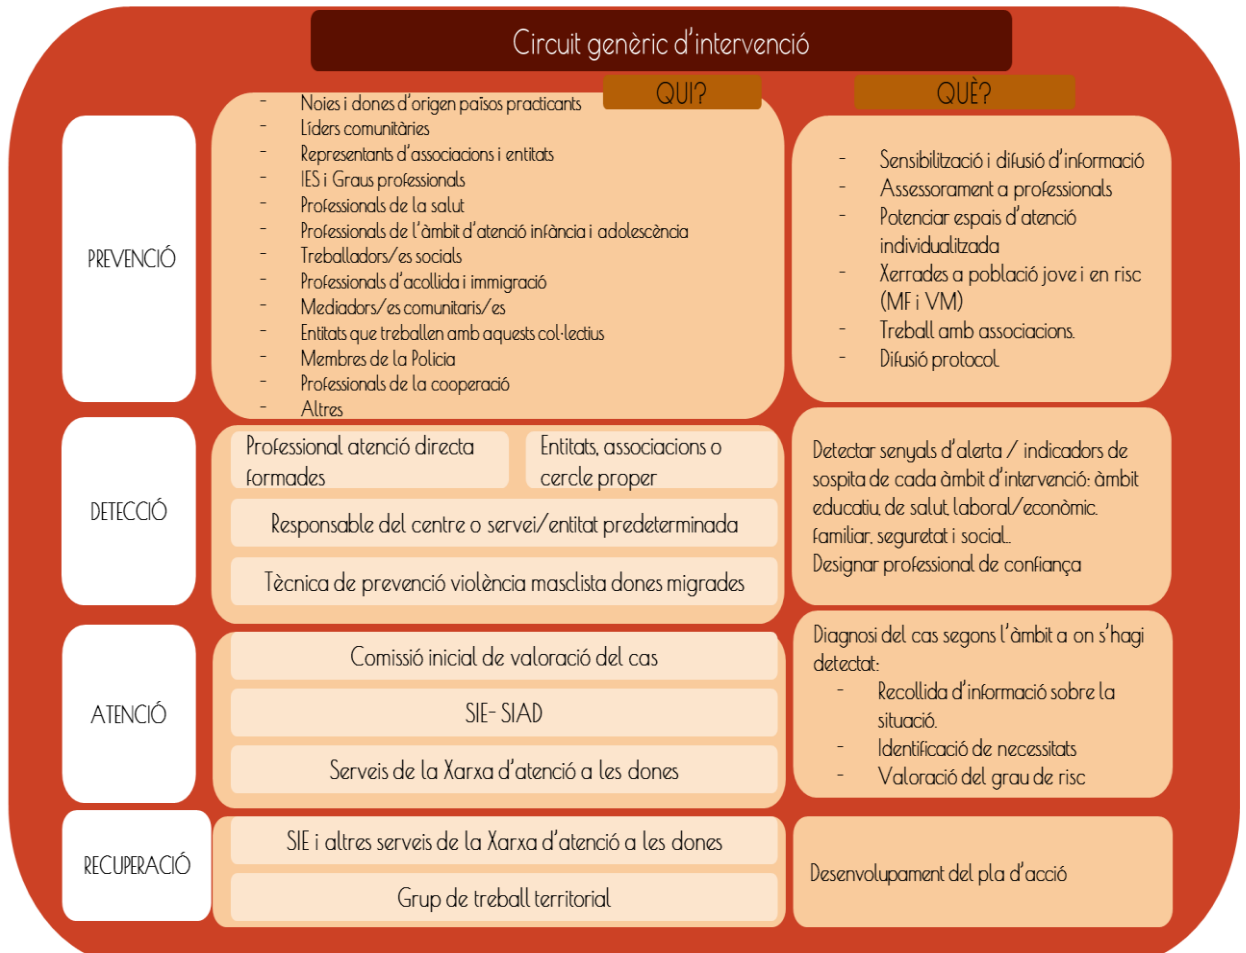 Circuit genèric d'intervenció
QUI?
QUÈ?
PREVENCIÓ
- Noies i dones d'origen països practicants
- Líders comunitàries
- Representants d'associacions i entitats
- IES i Graus professionals
- Professionals de la salut
- Professionals de l'àmbit d'atenció infància i adolescència
- Treballadors/es socials
- Professionals d'acollida i immigració
- Mediadors/es comunitaris/es
- Entitats que treballen amb aquests col·lectius
- Membres de la Policia
- Professionals de la cooperació
- Altres
- Sensibilització i difusió d'informació
- Assessorament a professionals
- Potenciar espais d'atenció
individualitzada
- Xerrades a població jove i en risc
(MF i VM)
- Treball amb associacions.
- Difusió protocol.
DETECCIÓ
Professional atenció directa
formades
Entitats, associacions o
cercle proper
Responsable del centre o servei/entitat predeterminada
Tècnica de prevenció violència masclista dones migrades
Detectar senyals d'alerta / indicadors de
sospita de cada àmbit d'intervenció: àmbit
educatiu, de salut, laboral/econòmic.
familiar, seguretat i social..
Designar professional de confiança
ATENCIÓ
Comissió inicial de valoració del cas
SIE- SIAD
Serveis de la Xarxa d'atenció a les dones
Diagnosi del cas segons l'àmbit a on s'hagi
detectat:
- Recollida d'informació sobre la
situació.
- Identificació de necessitats
- Valoració del grau de risc
RECUPERACIÓ
SIE i altres serveis de la Xarxa d'atenció a les dones
Grup de treball territorial
Desenvolupament del pla d'acció